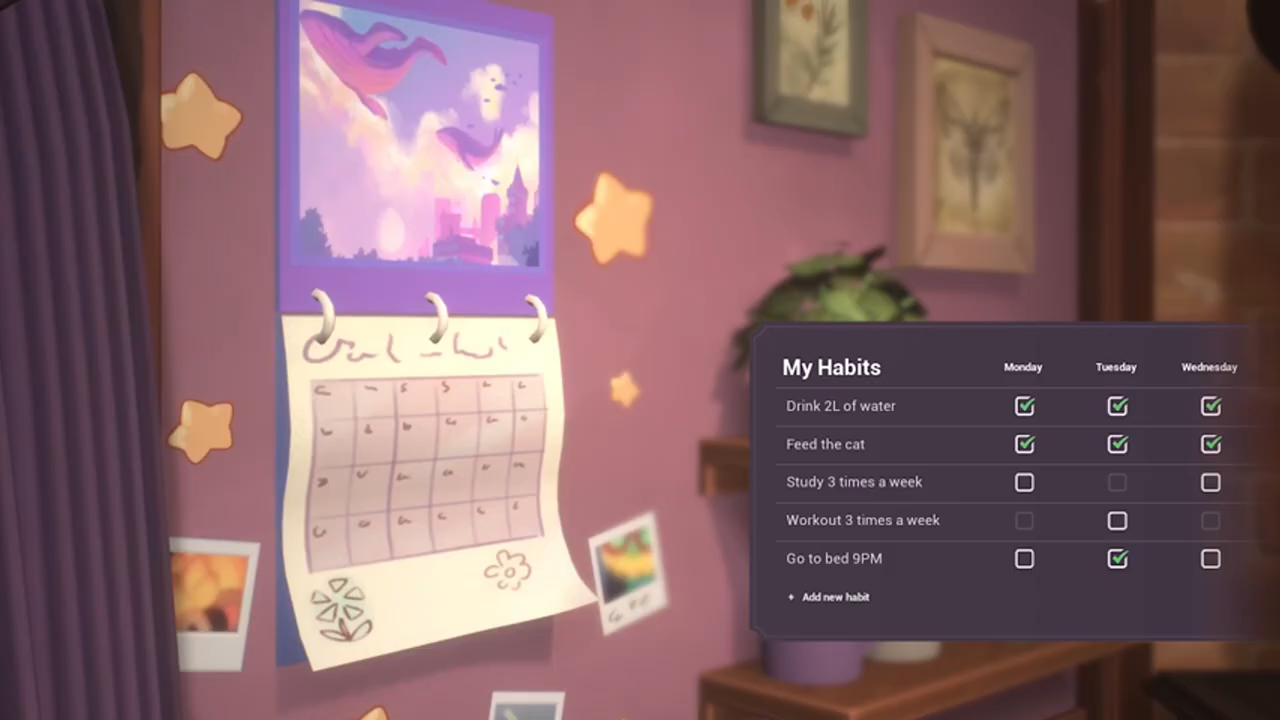 My Habits Monday Tuesday Wednesday
Drink 2L of water
Feed the cat
Study 3 times a week
Workout 3 times a week
Go to bed 9PM
+ Add new habit